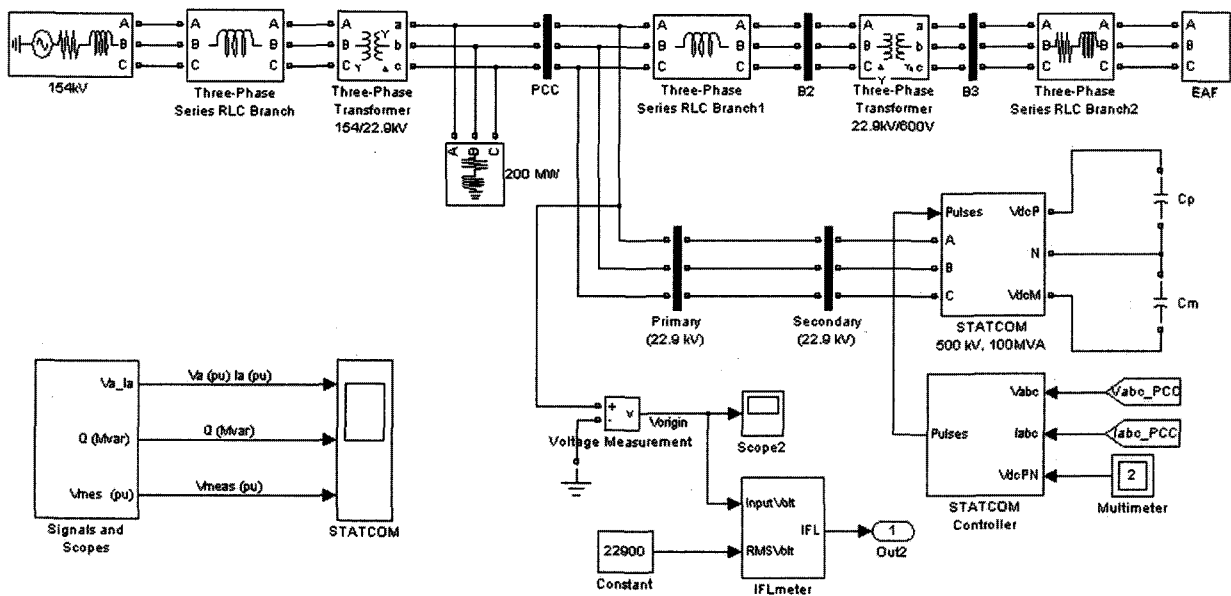 A
B
C
154kV
A
B
C
A
B
C
Three-Phase
Series RLC Branch
A
B
C
a
b
c
Y
Y
Three-Phase
Transformer
154/22.9kV
PCC
A
B
C
A
B
C
Three-Phase
Series RLC Branch1
B2
A
B
C
a
b
c
Y
Y
Three-Phase
Transformer
22.9kV/600V
B3
A
B
C
A
B
C
Three-Phase
Series RLC Branch2
A
B
C
EAF
A
B
C
200 MW
Primary
(22.9 kV)
Secondary
(22.9 kV)
Pulses
A
B
C
VdcP
N
VdcM
STATCOM
500 kV, 100MVA
Cp
Cm
Va_Ia
Q (Mvar)
Vmes (pu)
Signals and
Scopes
Va (pu) Ia (pu)
Q (Mvar)
Vmeas (pu)
STATCOM
+
-
v
Voltage Measurement
Vorigin
Scope2
22900
Constant
InputVolt
RMSVolt
IFL
IFLmeter
1
Out2
Pulses
Vabc
Iabc
VdcPN
STATCOM
Controller
Vabc_PCC
Iabc_PCC
2
Multimeter